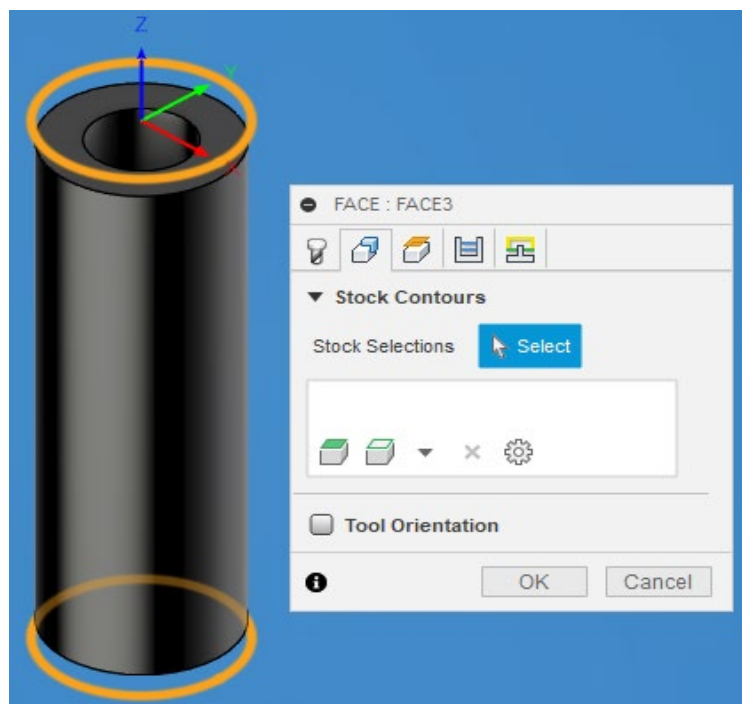 Z
Y
X
FACE : FACE3
Stock Contours
Stock Selections Select
Tool Orientation
OK Cancel